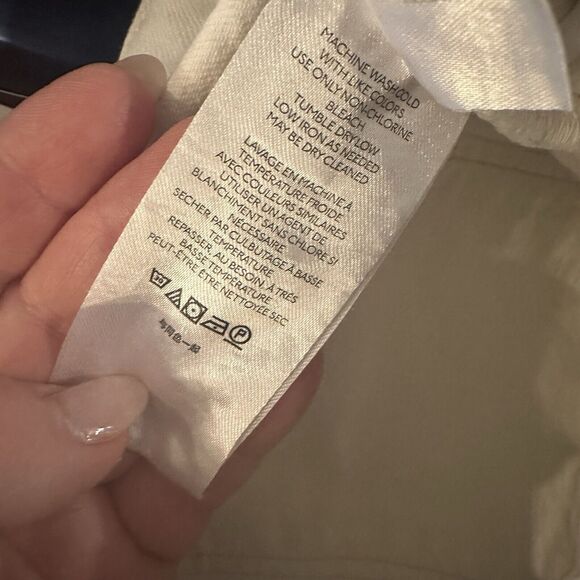 MACHINE WASH COLD
WITH LIKE COLORS
USE ONLY NON-CHLORINE
BLEACH
TUMBLE DRY LOW
LOW IRON AS NEEDED
MAY BE DRY CLEANED
LAVAGE EN MACHINE À
TEMPÉRATURE FROIDE
AVEC COULEURS SIMILAIRES
UTILISER UN AGENT DE
BLANCHIMENT SANS CHLORE SI
NÉCESSAIRE
SÉCHER PAR CULBUTAGE À BASSE
TEMPÉRATURE
REPASSER, AU BESOIN, À TRÈS
BASSE TEMPÉRATURE
PEUT-ÊTRE ÊTRE NETTOYÉE SEC
30 P
与同色一起